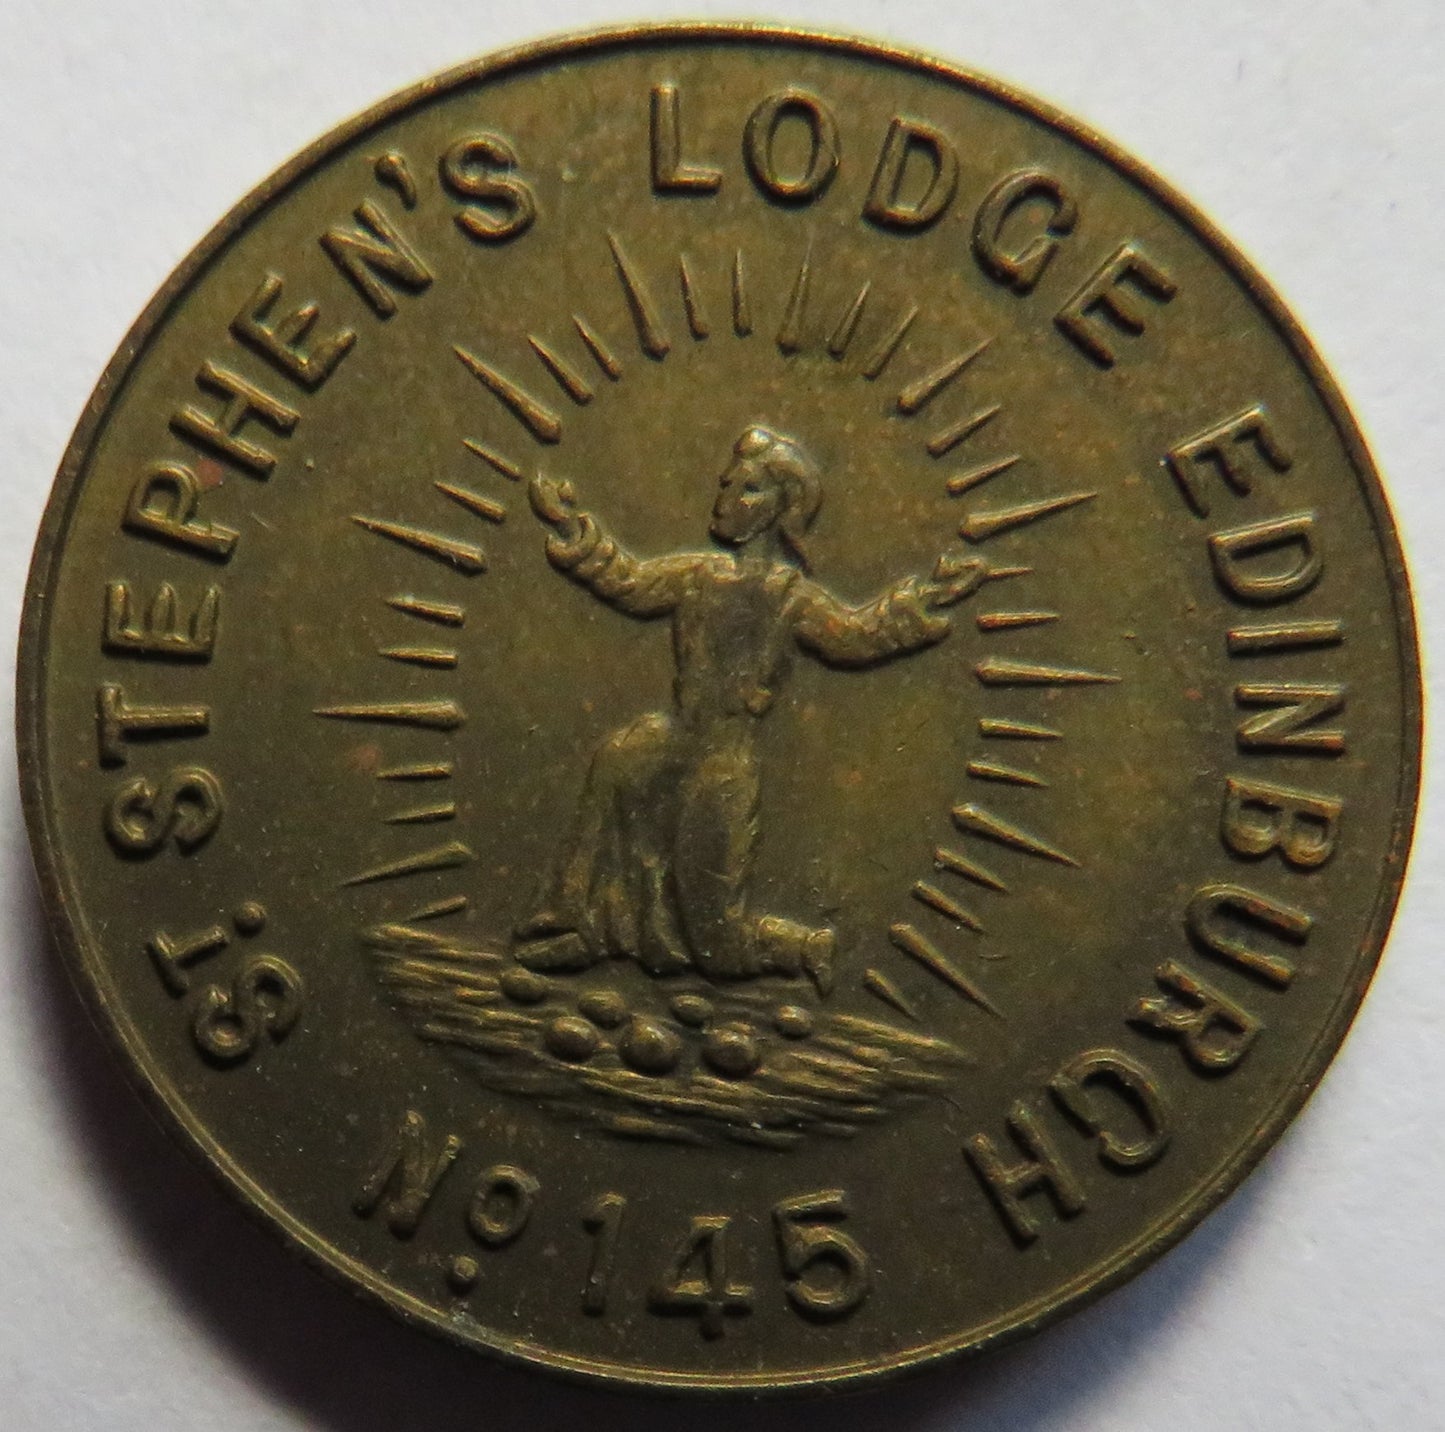 ST. STEPHEN'S LODGE EDINBURGH
No. 145